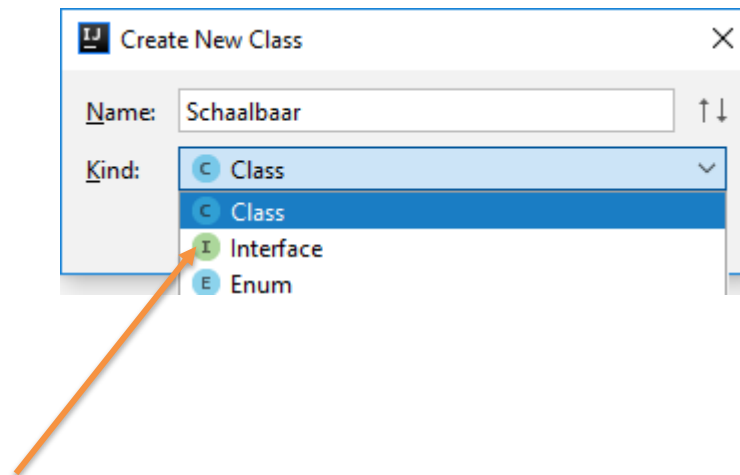 IJ Create New Class
Name: Schaalbaar
Kind: C Class
C Class
I Interface
E Enum